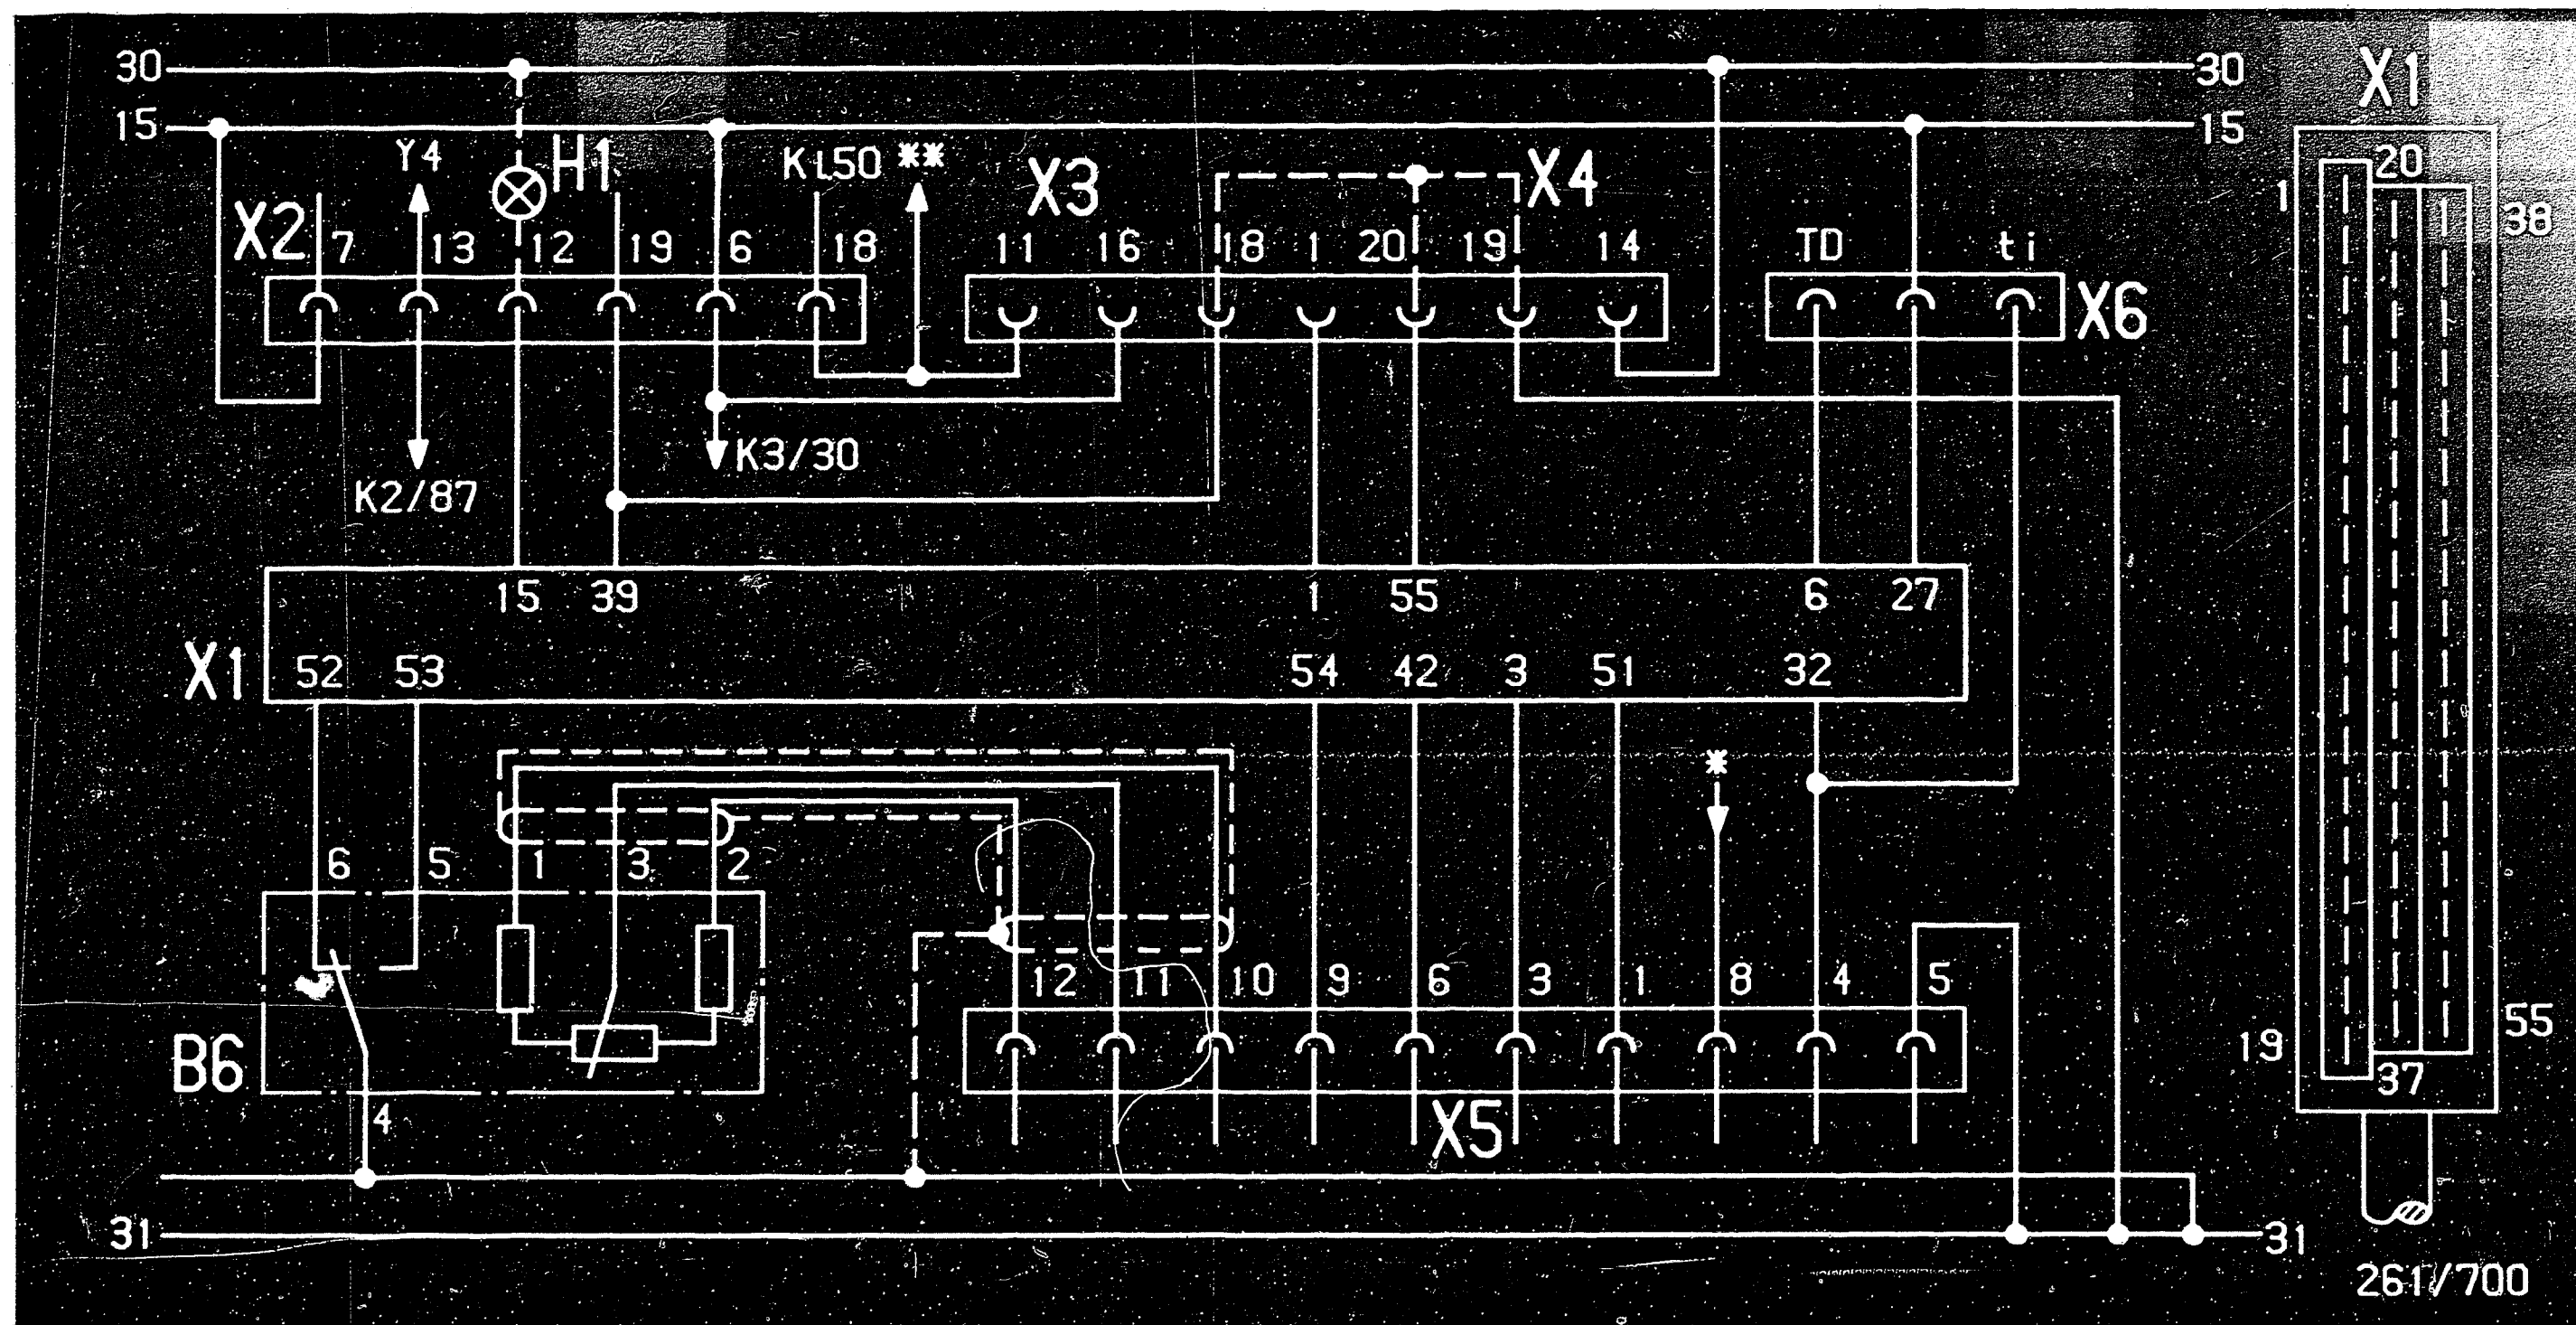 30 30 X1
15 15
Y4 H1 KL50 ** X3 X4 20
1 38
X2 7 13 12 19 6 18 11 16 18 1 20 19 14 TD ti
X6
K3/30
K2/87
15 39 1 55 6 27
X1 52 53 54 42 3 51 32
*
6 5 1 3 2
12 11 10 9 6 3 1 8 4 5
55
19
B6 37
4 X5
31 31
261/700